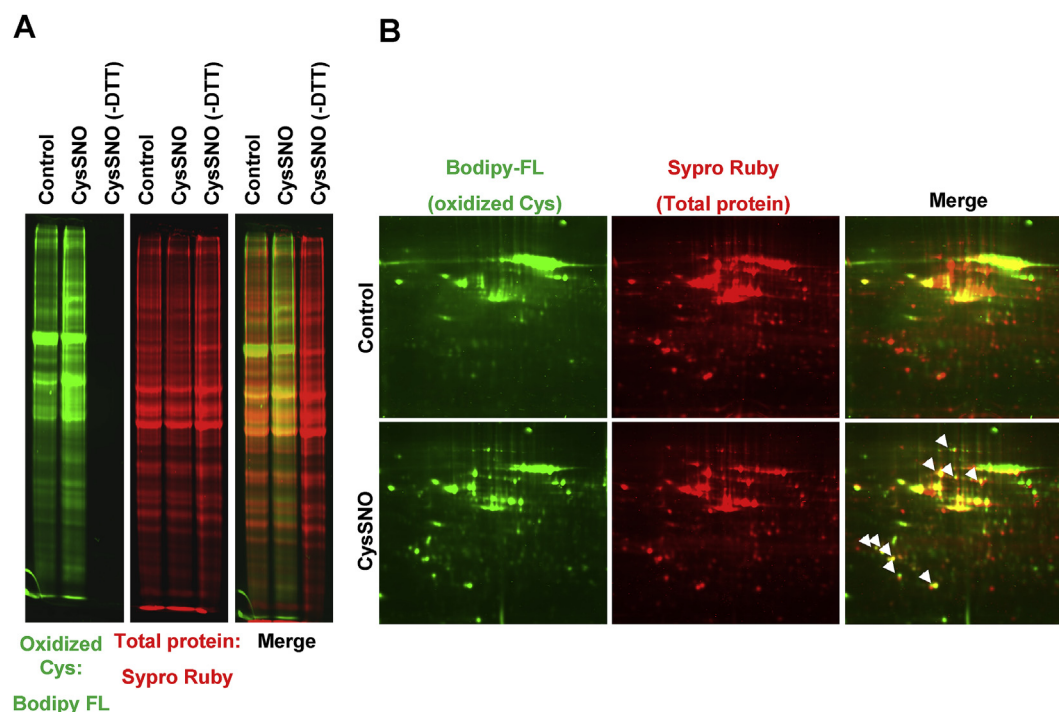 A
Control
CysSNO
CysSNO (-DTT)
Control
CysSNO
CysSNO (-DTT)
Control
CysSNO
CysSNO (-DTT)
Oxidized
Cys:
Bodipy FL
Total protein:
Sypro Ruby
Merge
B
Bodipy-FL
(oxidized Cys)
Sypro Ruby
(Total protein)
Merge
Control
CysSNO